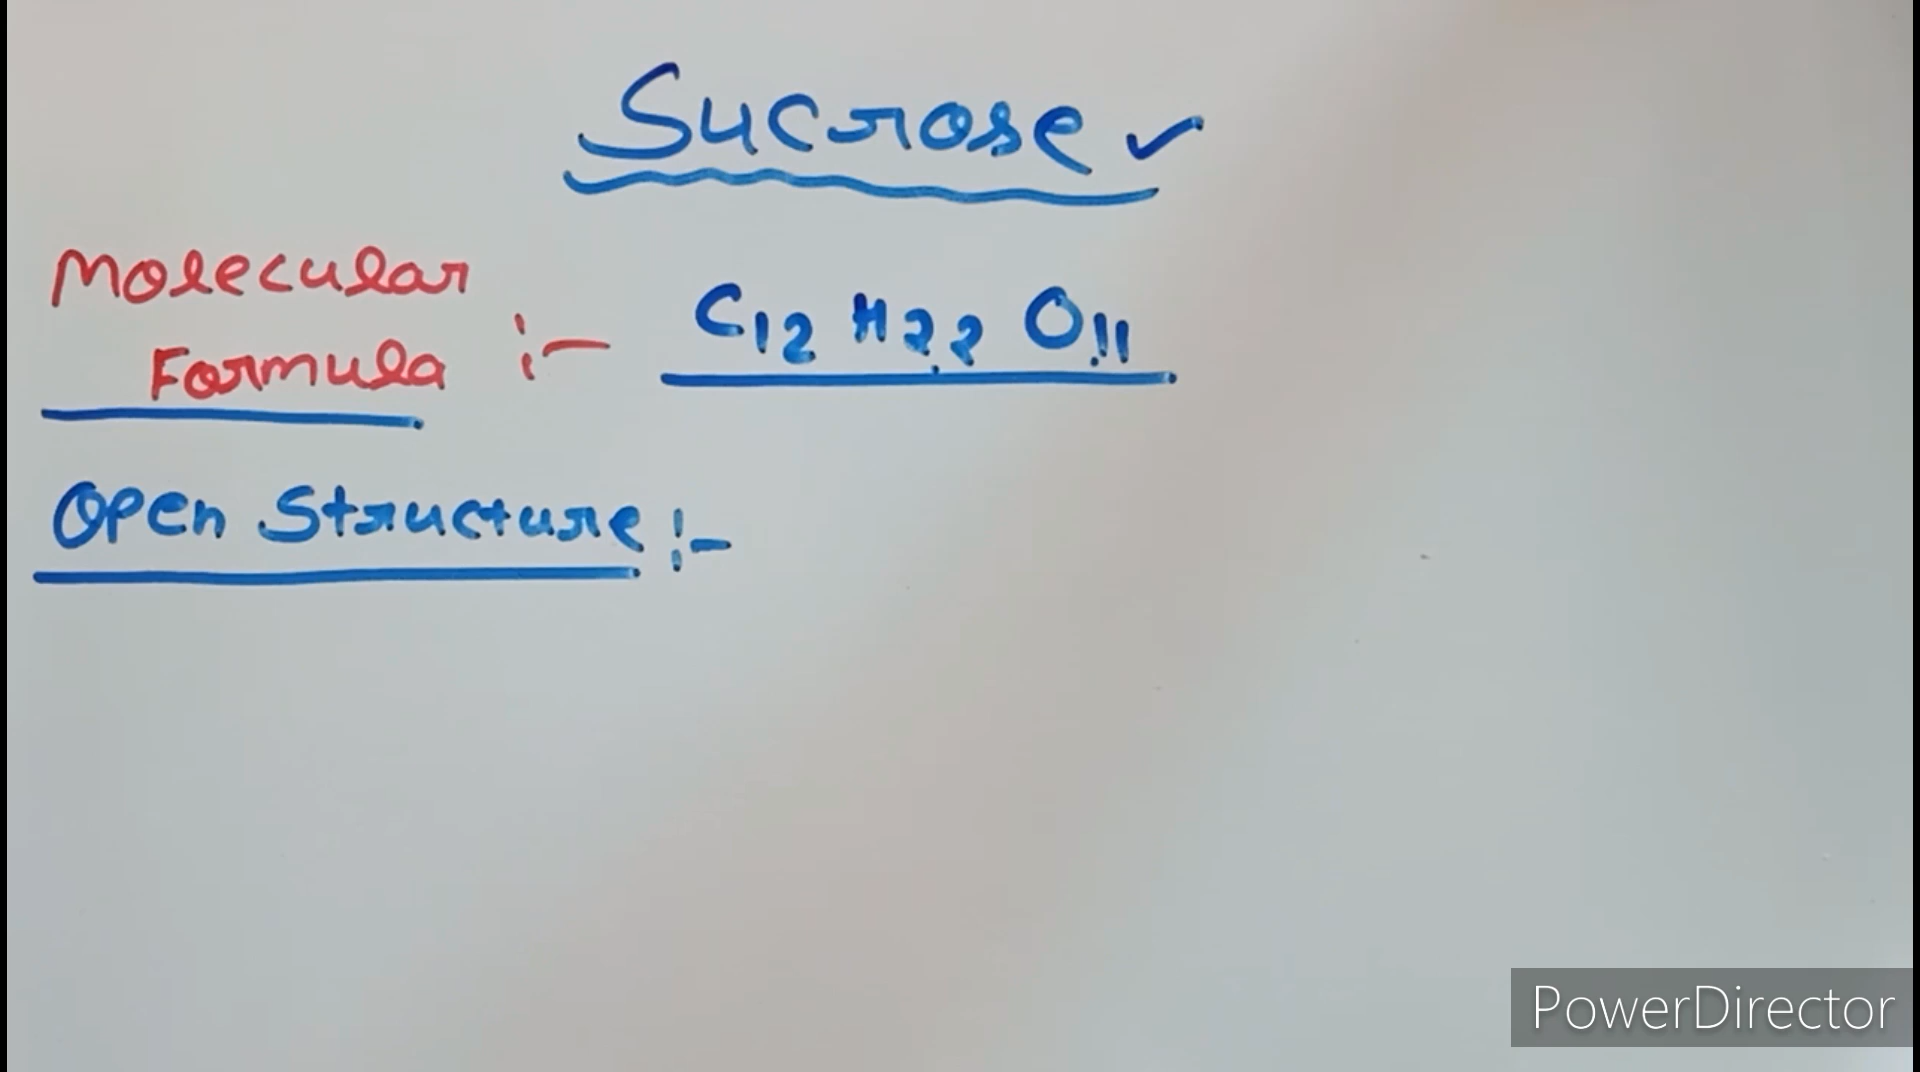 Sucrose ✓
Molecular
Formula :- C12 H22 O11
Open Structure :-
PowerDirector